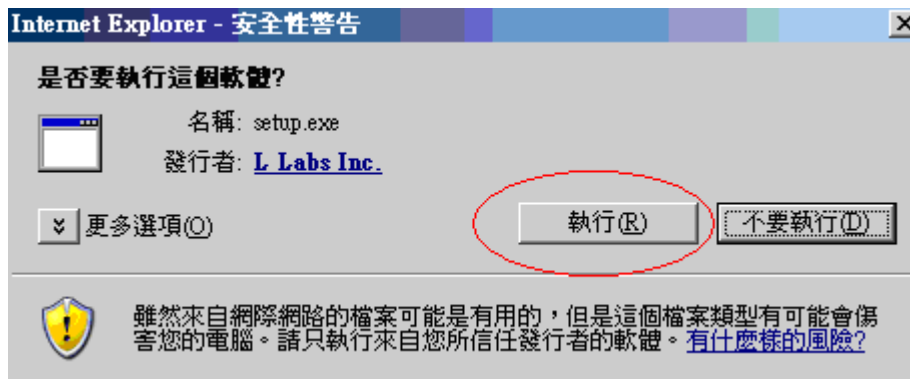 Internet Explorer - 安全性警告
是否要執行這個軟體?
名稱: setup.exe
發行者: L Labs Inc.
更多選項(O)
執行(R)
不要執行(D)
雖然來自網際網路的檔案可能是有用的，但是這個檔案類型有可能會傷
害您的電腦。請只執行來自您所信任發行者的軟體。有什麼樣的風險?